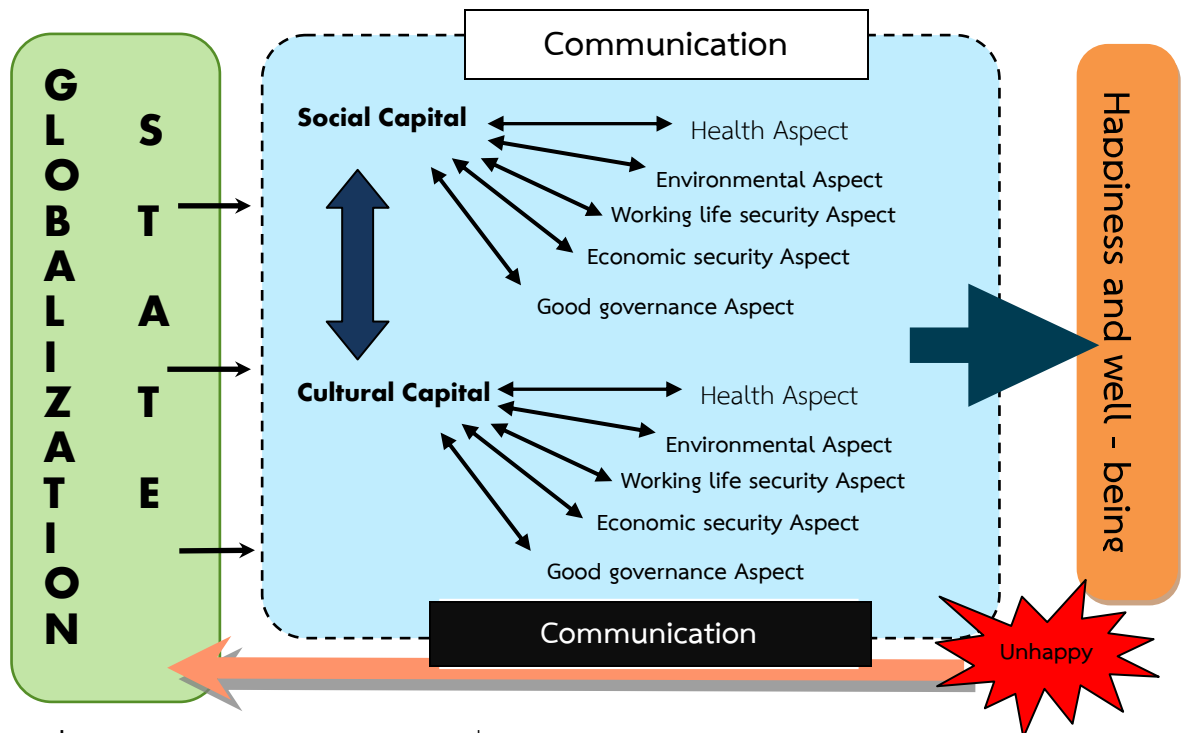 GLOBALIZATION
STATE
Communication
Social Capital
Health Aspect
Environmental Aspect
Working life security Aspect
Economic security Aspect
Good governance Aspect
Cultural Capital
Health Aspect
Environmental Aspect
Working life security Aspect
Economic security Aspect
Good governance Aspect
Communication
Happiness and well - being
Unhappy